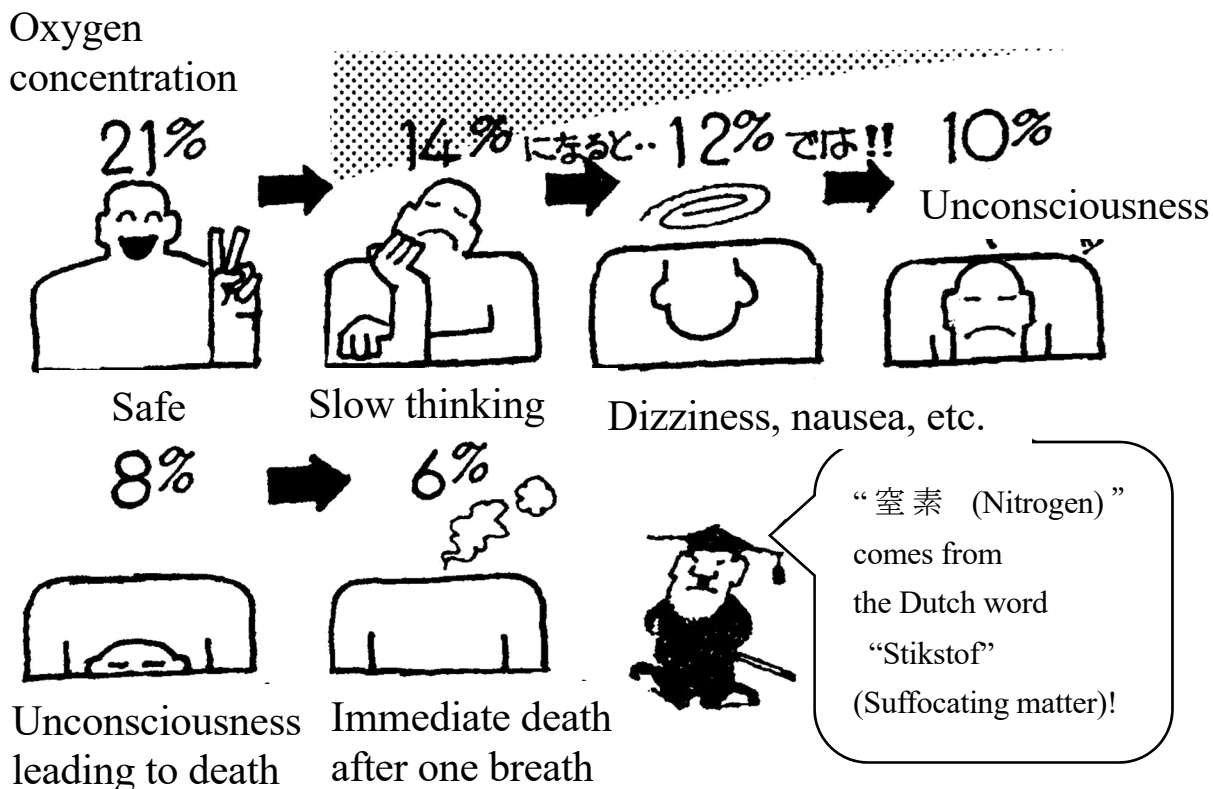 Oxygen
concentration
21%
14%になると‥
12%では!!
10%
Unconsciousness
Safe
Slow thinking
Dizziness, nausea, etc.
8%
6%
Unconsciousness
leading to death
Immediate death
after one breath
“窒素 (Nitrogen)”
comes from
the Dutch word
“Stikstof”
(Suffocating matter)!